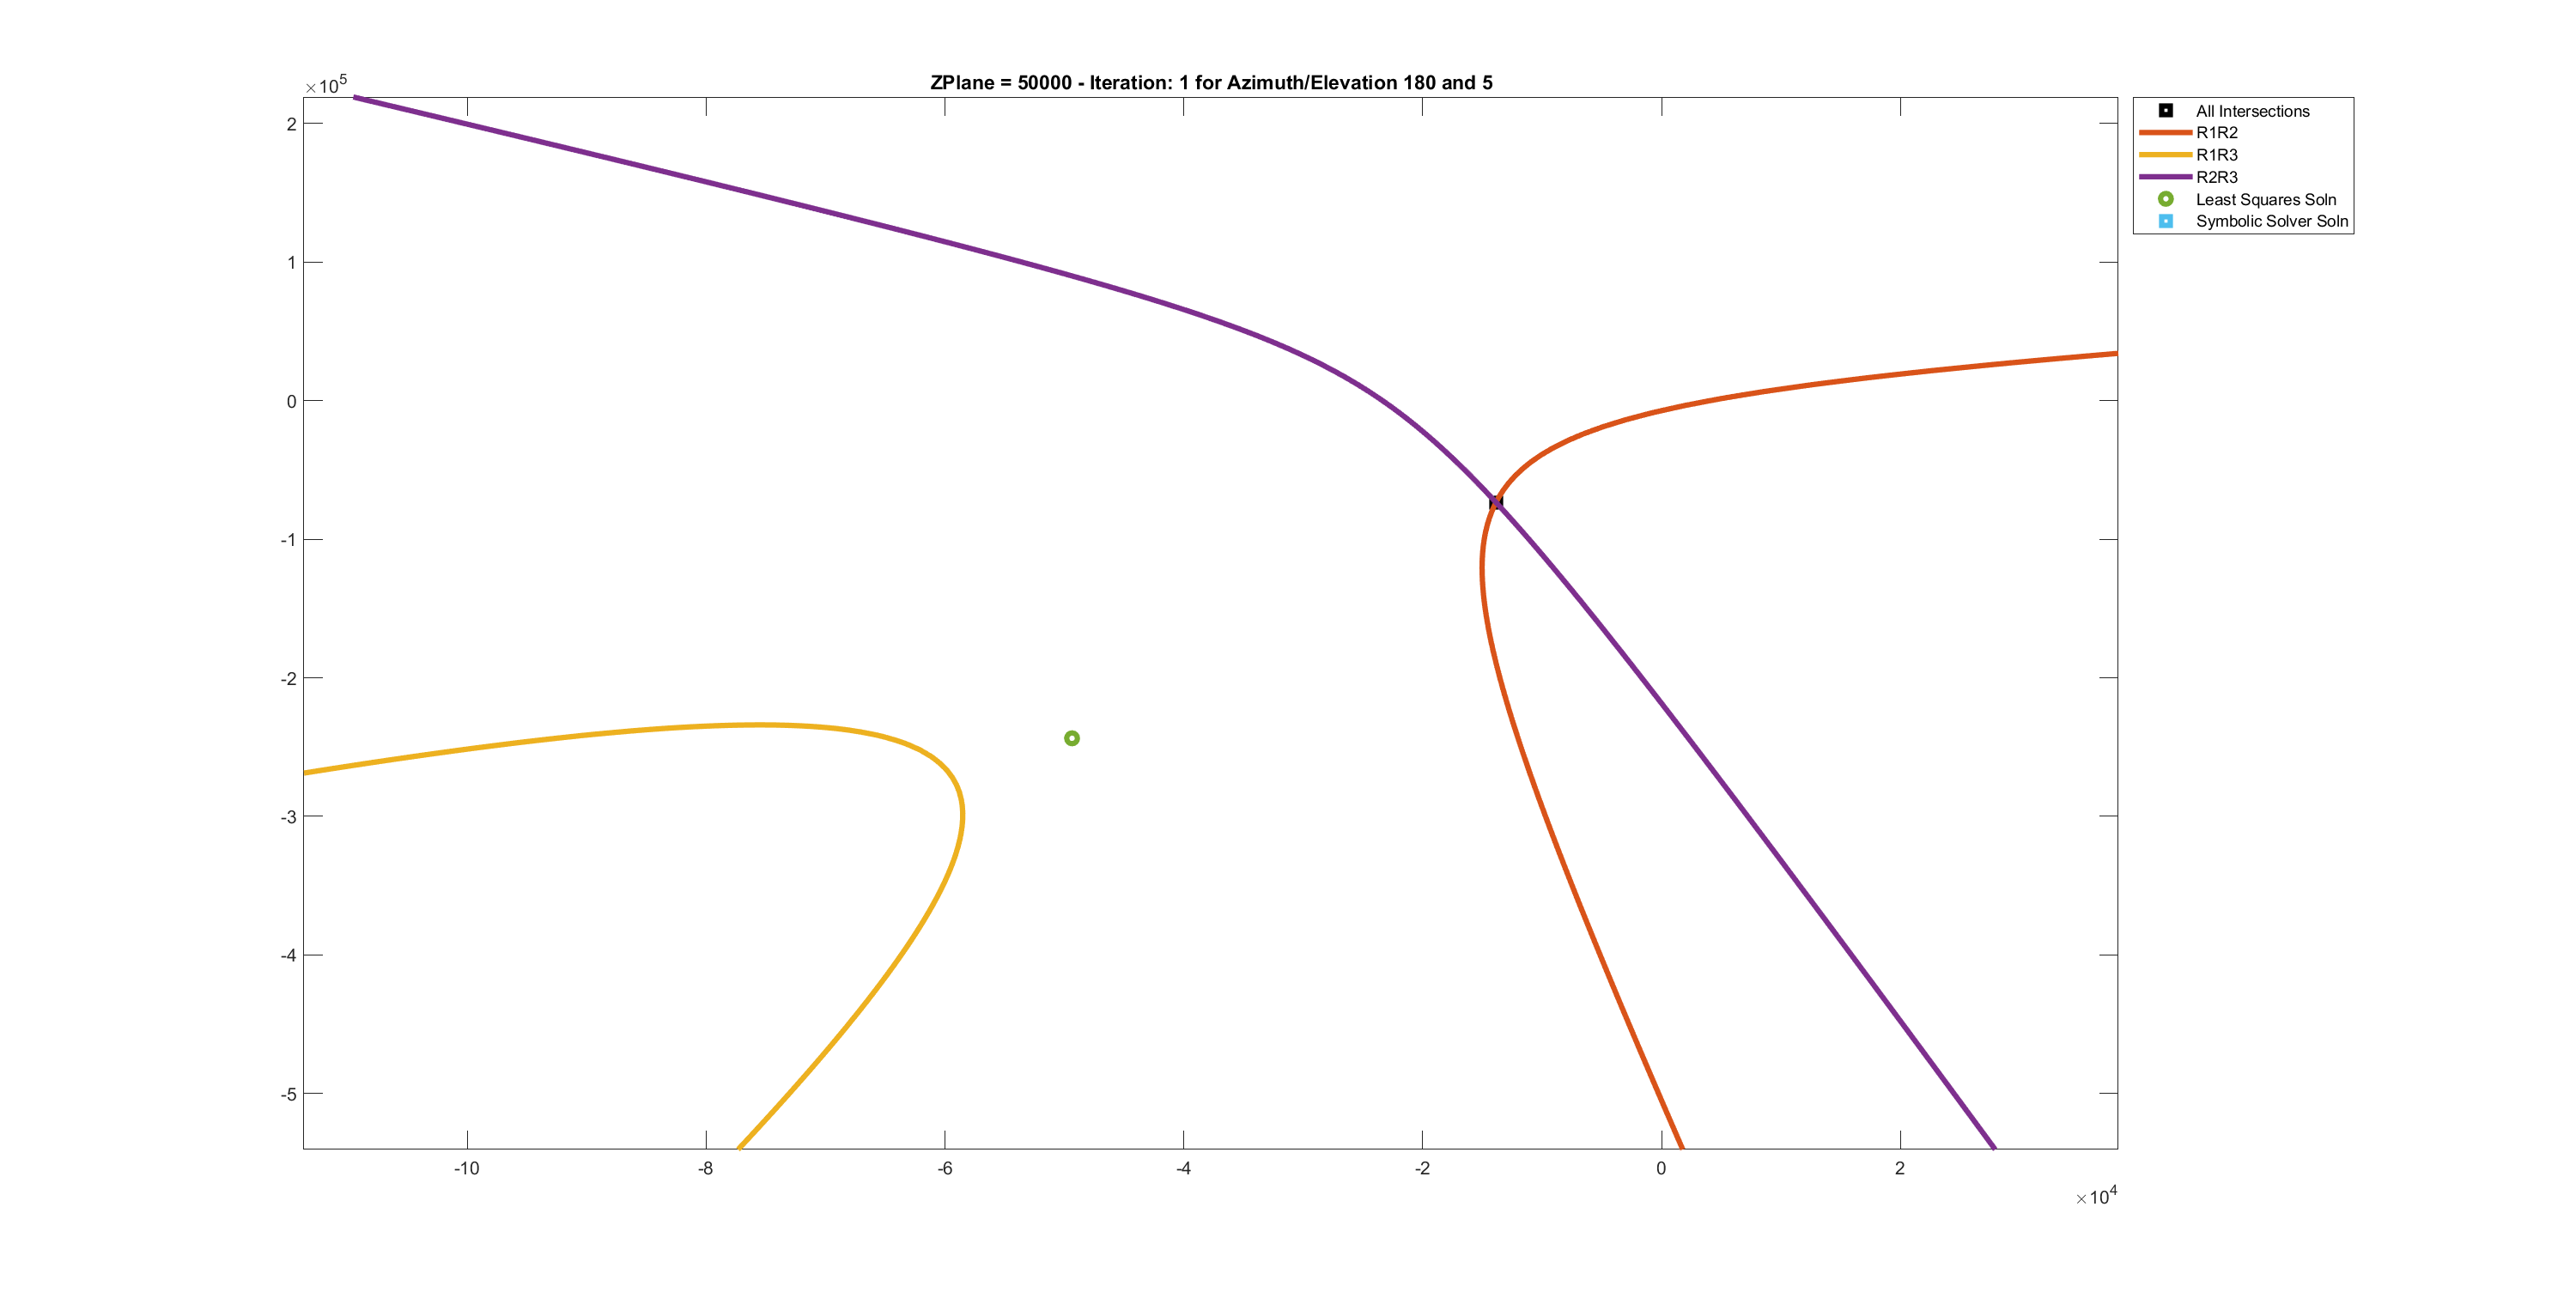 ZPlane = 50000 - Iteration: 1 for Azimuth/Elevation 180 and 5
×10^5
2
1
0
-1
-2
-3
-4
-5
-10
-8
-6
-4
-2
0
2
×10^4
All Intersections
R1R2
R1R3
R2R3
Least Squares Soln
Symbolic Solver Soln